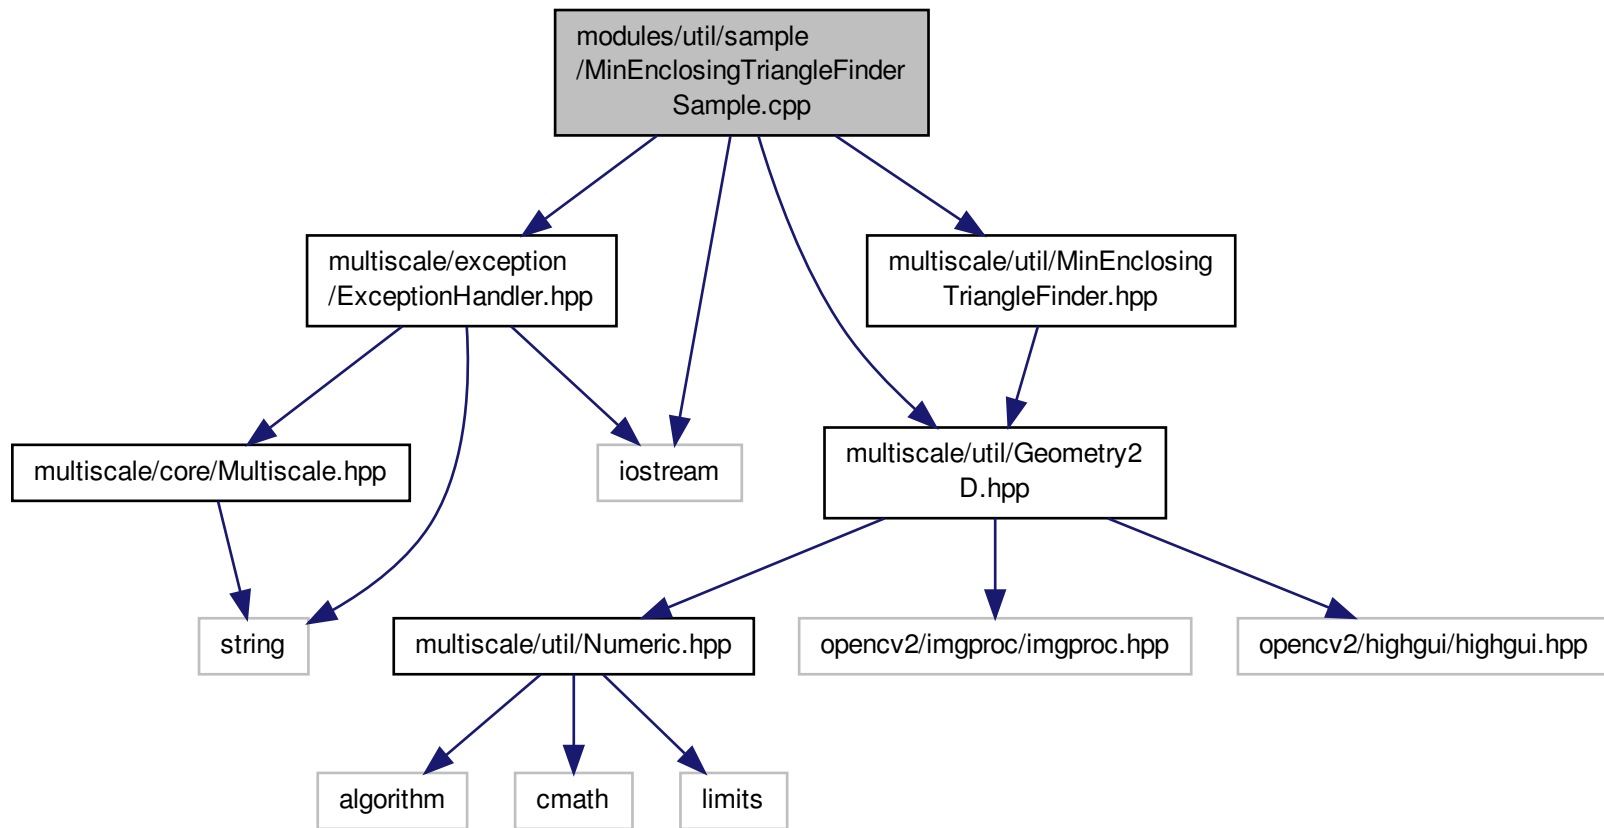 modules/util/sample
/MinEnclosingTriangleFinder
Sample.cpp
multiscale/exception
/ExceptionHandler.hpp
multiscale/util/MinEnclosing
TriangleFinder.hpp
multiscale/core/Multiscale.hpp
iostream
multiscale/util/Geometry2
D.hpp
string
multiscale/util/Numeric.hpp
opencv2/imgproc/imgproc.hpp
opencv2/highgui/highgui.hpp
algorithm
cmath
limits